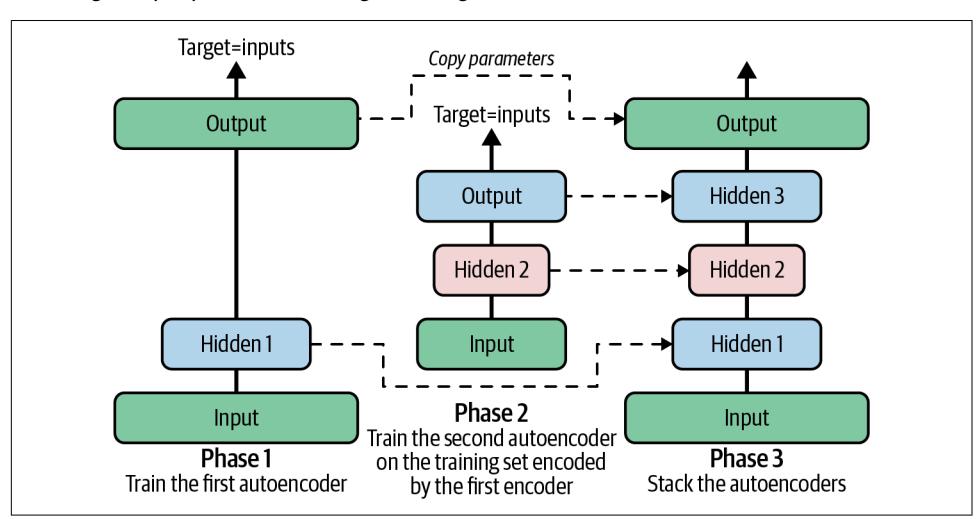 Target=inputs
Copy parameters
Target=inputs
Output
Output
Output
Hidden 3
Hidden 2
Hidden 2
Hidden 1
Input
Hidden 1
Input
Input
Phase 1
Train the first autoencoder
Phase 2
Train the second autoencoder
on the training set encoded
by the first encoder
Phase 3
Stack the autoencoders